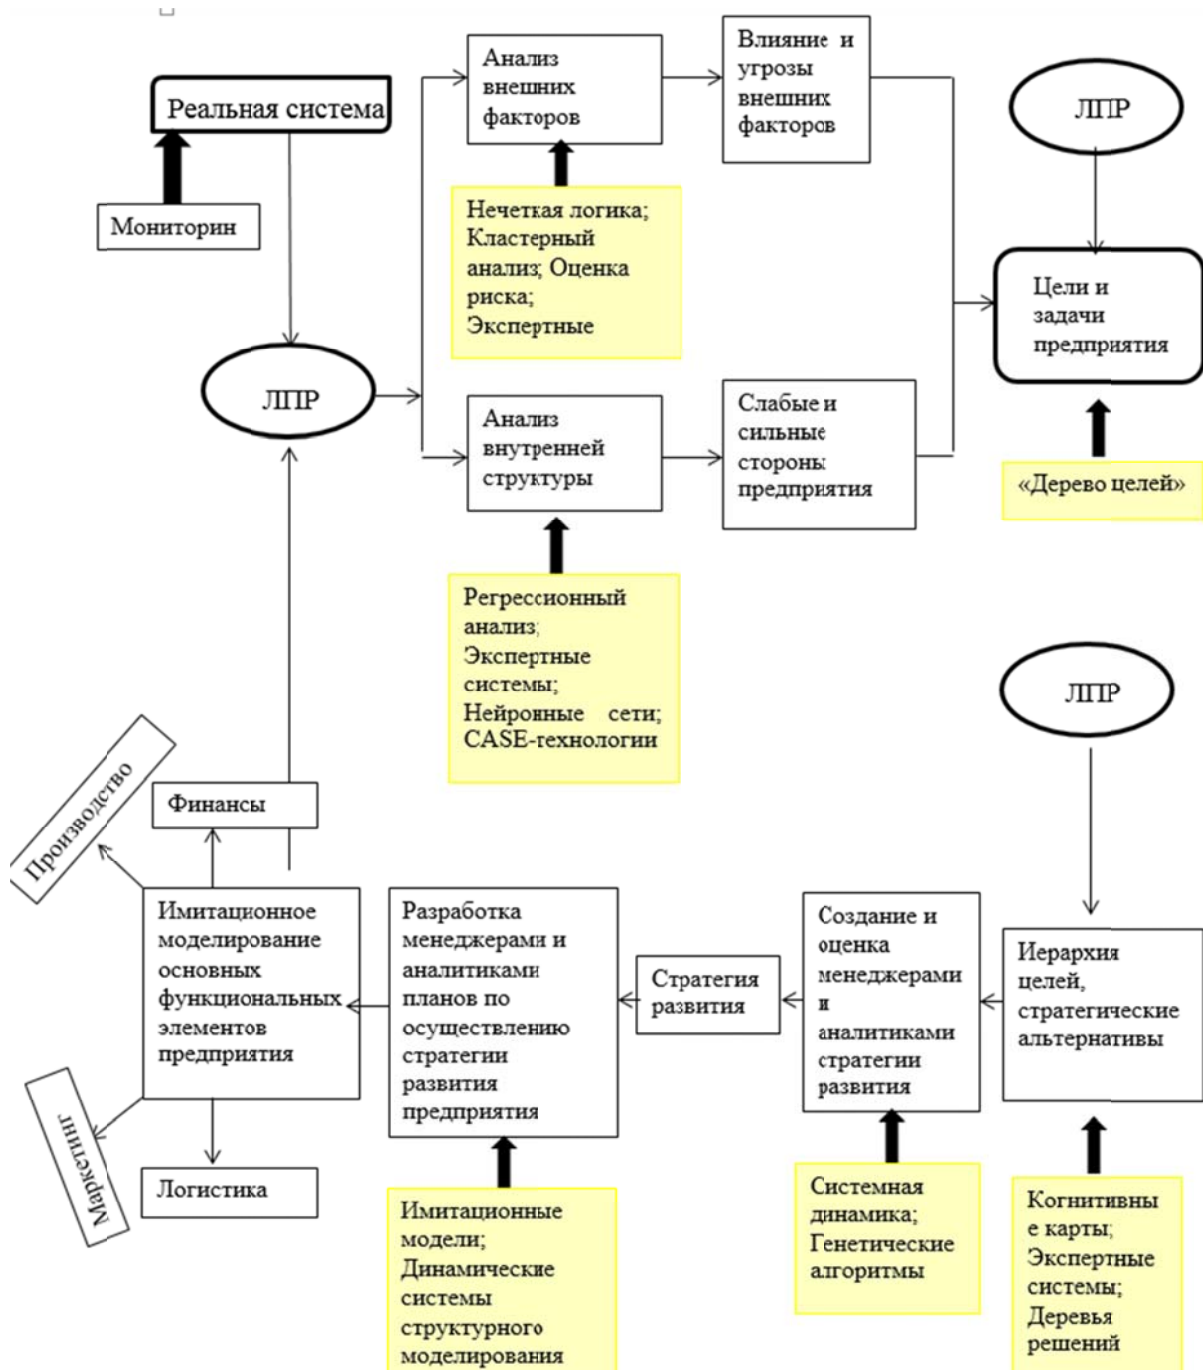 Реальная система
Мониторин
ЛПР
Анализ
внешних
факторов
Влияние и
угрозы
внешних
факторов
Нечеткая логика;
Кластерный
анализ; Оценка
риска;
Экспертные
Анализ
внутренней
структуры
Слабые и
сильные
стороны
предприятия
Регрессионный
анализ;
Экспертные
системы;
Нейронные сети;
CASE-технологии
ЛПР
Цели и
задачи
предприятия
«Дерево целей»
ЛПР
Иерархия
целей,
стратегические
альтернативы
Когнитивны
е карты;
Экспертные
системы;
Деревья
решений
Создание и
оценка
менеджерами
и
аналитиками
стратегии
развития
Системная
динамика;
Генетические
алгоритмы
Стратегия
развития
Разработка
менеджерами и
аналитиками
планов по
осуществлению
стратегии
развития
предприятия
Имитационные
модели;
Динамические
системы
структурного
моделирования
Имитационное
моделирование
основных
функциональных
элементов
предприятия
Производство
Финансы
Маркетинг
Логистика